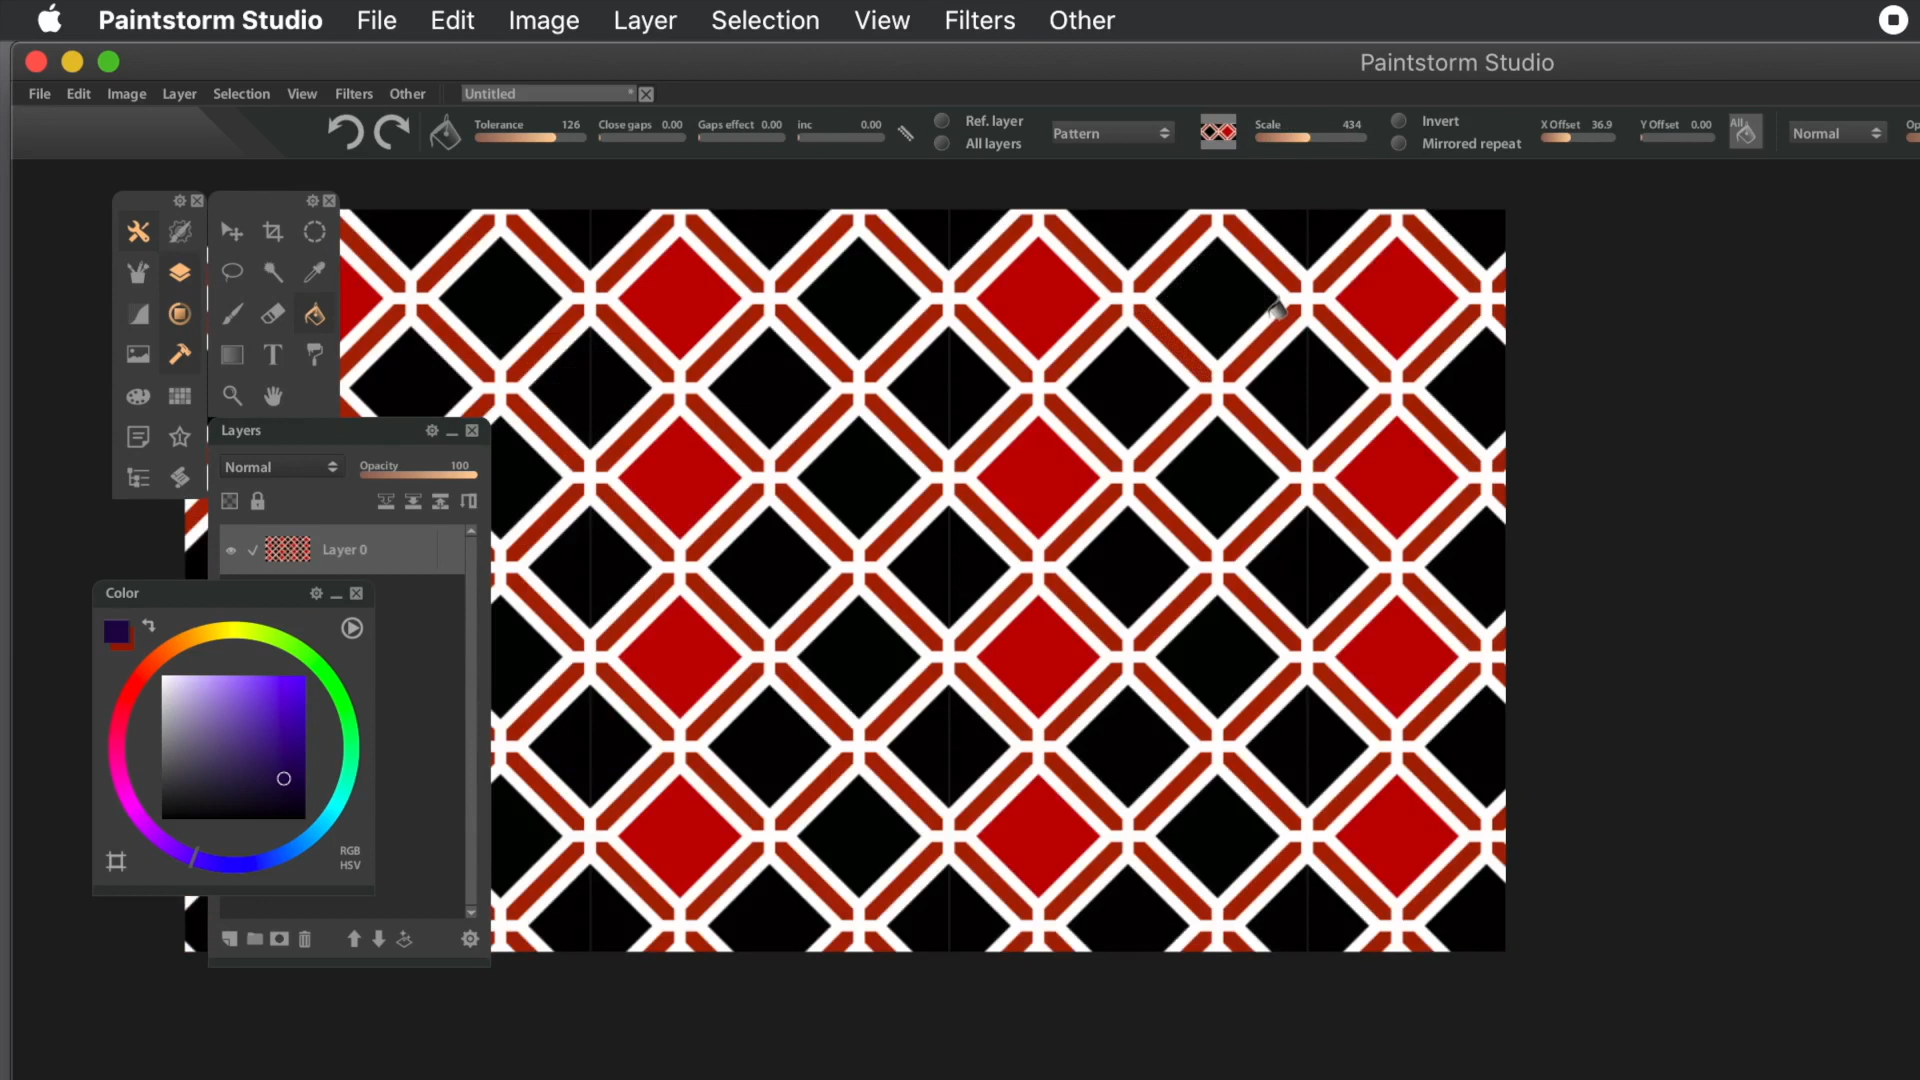 Paintstorm Studio File Edit Image Layer Selection View Filters Other
Paintstorm Studio
File Edit Image Layer Selection View Filters Other Untitled *
Tolerance 126 Close gaps 0.00 Gaps effect 0.00 inc 0.00
Ref. layer
All layers
Pattern
Scale 434
Invert
Mirrored repeat
X Offset 36.9 Y Offset 0.00
All
Normal
Op
T
Layers
Normal
Opacity 100
Layer 0
Color
RGB
HSV